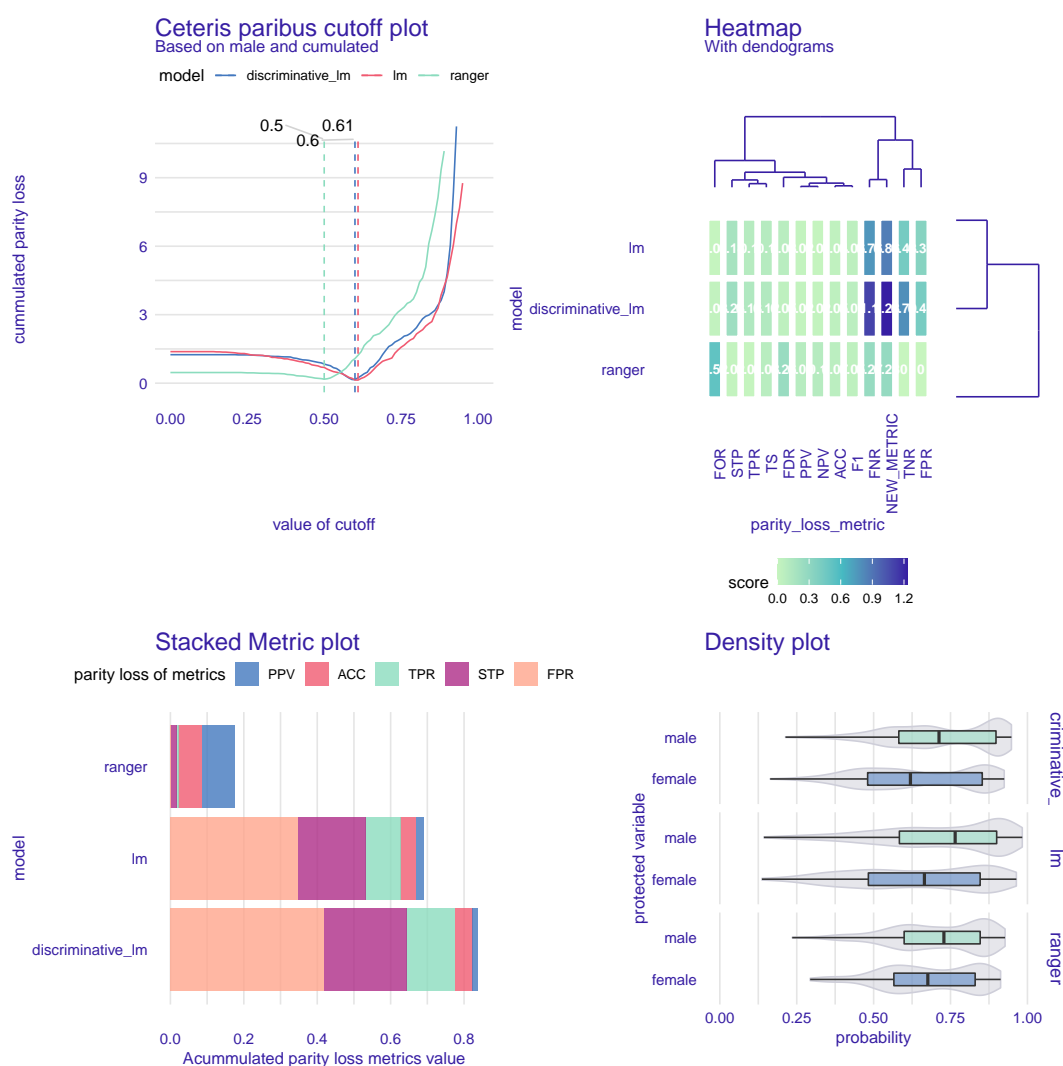 Ceteris paribus cutoff plot
Based on male and cumulated
model discriminative_lm lm ranger
0.5 0.61
0.6
9
6
3
0
0.00 0.25 0.50 0.75 1.00
cummulated parity loss
value of cutoff
Heatmap
With dendograms
model
lm
discriminative_lm
ranger
FOR STP TPR TS FDR PPV NPV ACC F1 FNR NEW_METRIC TNR FPR
parity_loss_metric
score
0.0 0.3 0.6 0.9 1.2
Stacked Metric plot
parity loss of metrics PPV ACC TPR STP FPR
model
ranger
lm
discriminative_lm
0.0 0.2 0.4 0.6 0.8
Acummulated parity loss metrics value
Density plot
protected variable
male
female
criminative_
male
female
lm
male
female
ranger
0.00 0.25 0.50 0.75 1.00
probability